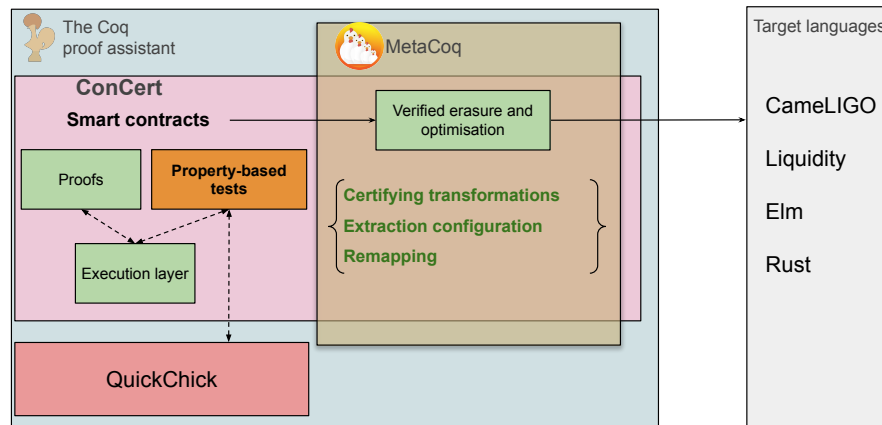 The Coq
proof assistant
MetaCoq
Target languages
ConCert
Smart contracts
Verified erasure and
optimisation
CameLIGO
Liquidity
Elm
Rust
Proofs
Property-based
tests
Certifying transformations
Extraction configuration
Remapping
Execution layer
QuickChick